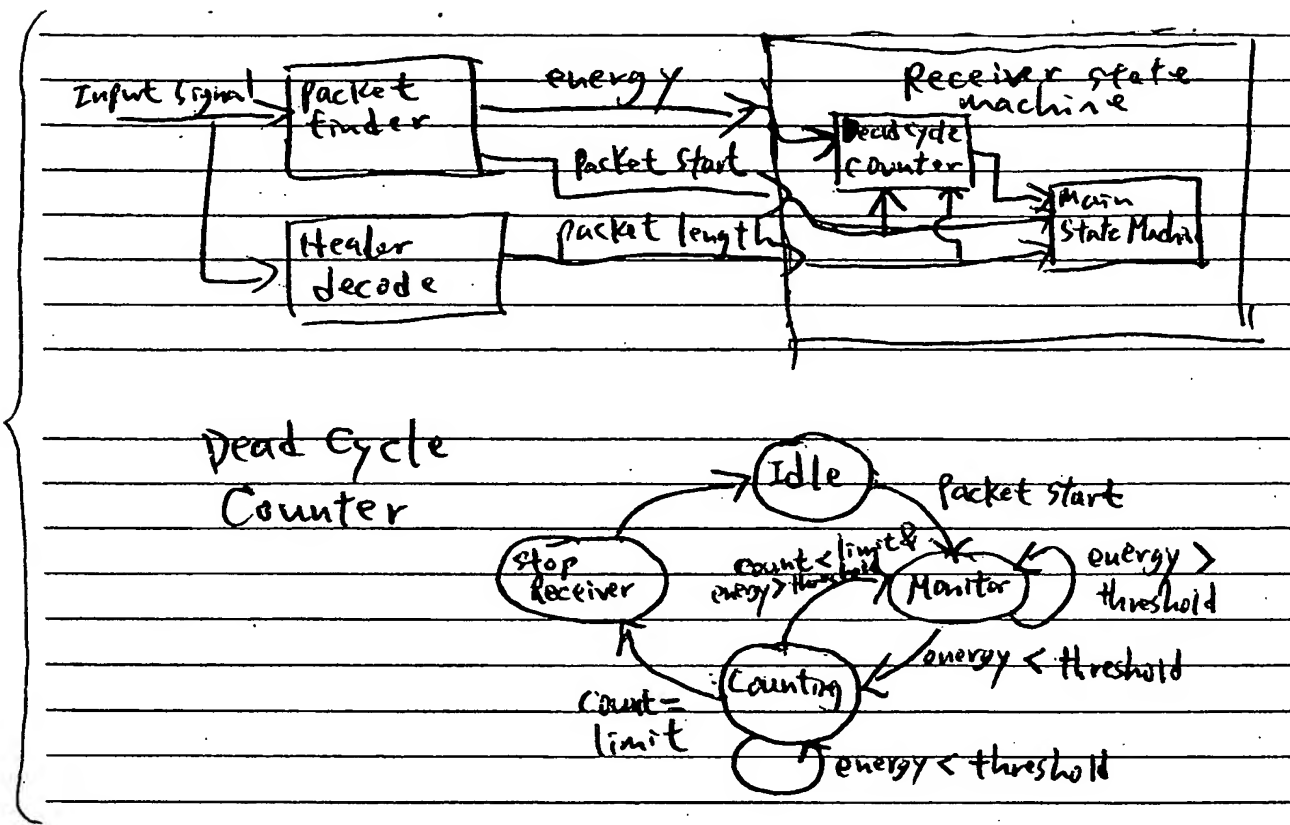 Input Signal
Packet
finder
energy
Packet Start
Header
decode
packet length
Receiver state
machine
Dead cycle
counter
Main
State Machin
Dead Cycle
Counter
Idle
Packet start
Stop
Receiver
count < limit &
energy > threshold
Monitor
energy >
threshold
energy < threshold
Counting
Count =
limit
energy < threshold